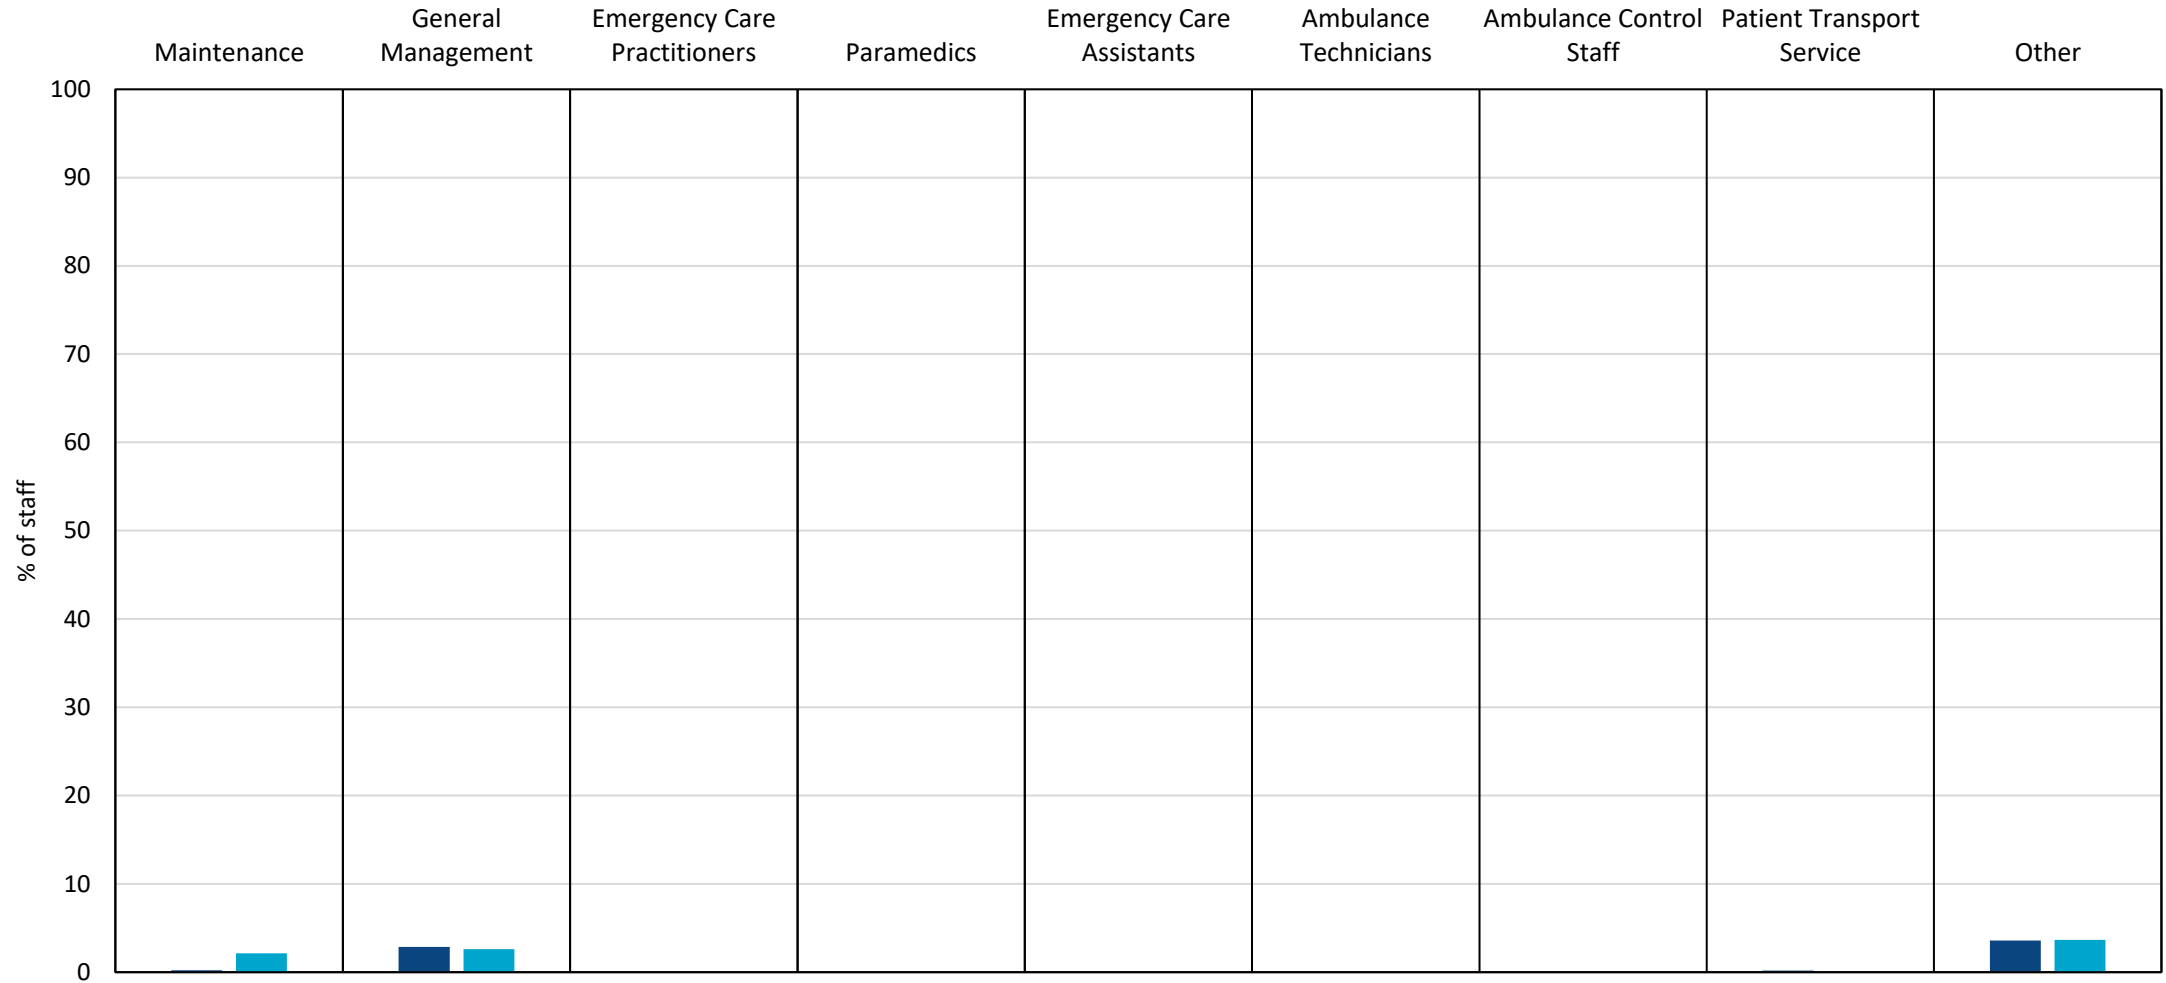 Maintenance
General
Management
Emergency Care
Practitioners
Paramedics
Emergency Care
Assistants
Ambulance
Technicians
Ambulance Control
Staff
Patient Transport
Service
Other
% of staff
100
90
80
70
60
50
40
30
20
10
0